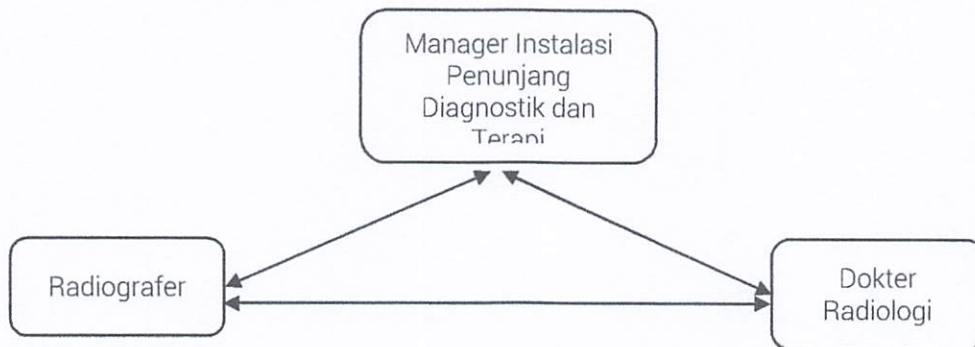 Manager Instalasi
Penunjang
Diagnostik dan
Terapi
Radiografer
Dokter
Radiologi